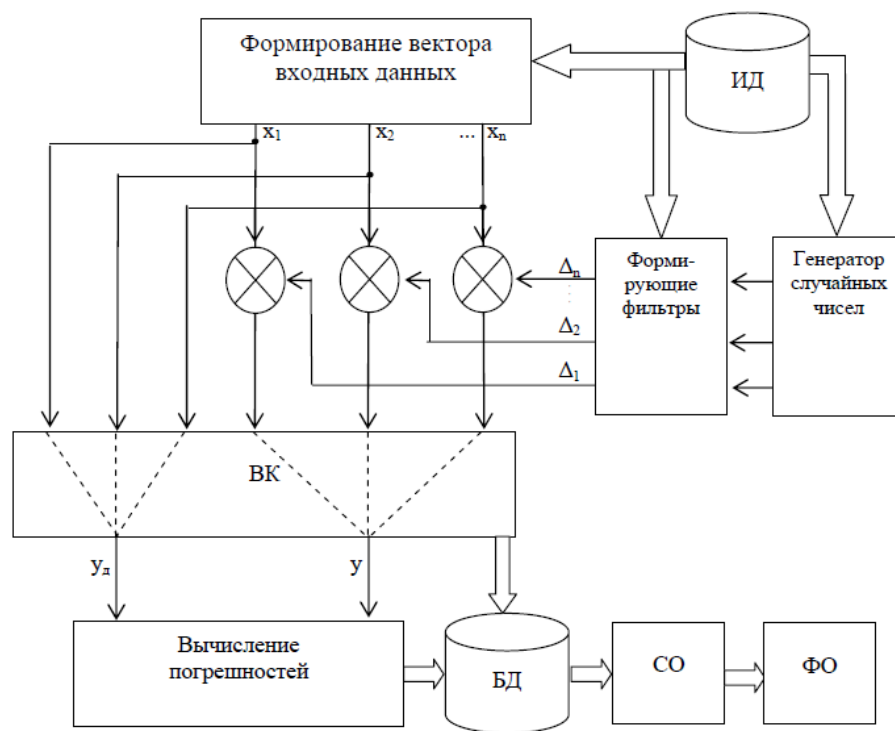 Формирование вектора
входных данных
ИД
x₁
x₂
... xₙ
Δₙ
Δ₂
Δ₁
Форми-
рующие
фильтры
Генератор
случайных
чисел
ВК
yд
y
Вычисление
погрешностей
БД
СО
ФО